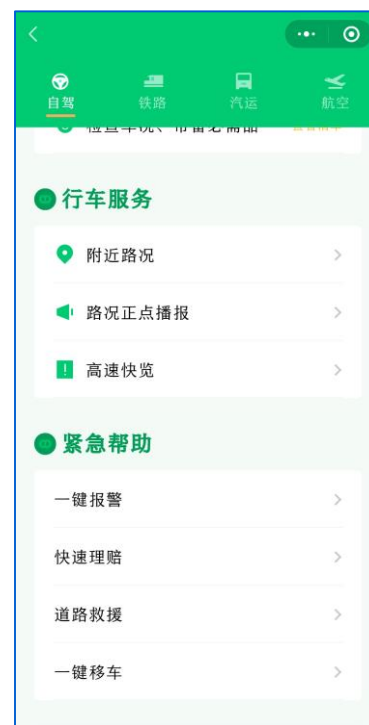 自驾
铁路
汽运
航空
行车服务
附近路况
路况正点播报
高速快览
紧急帮助
一键报警
快速理赔
道路救援
一键移车